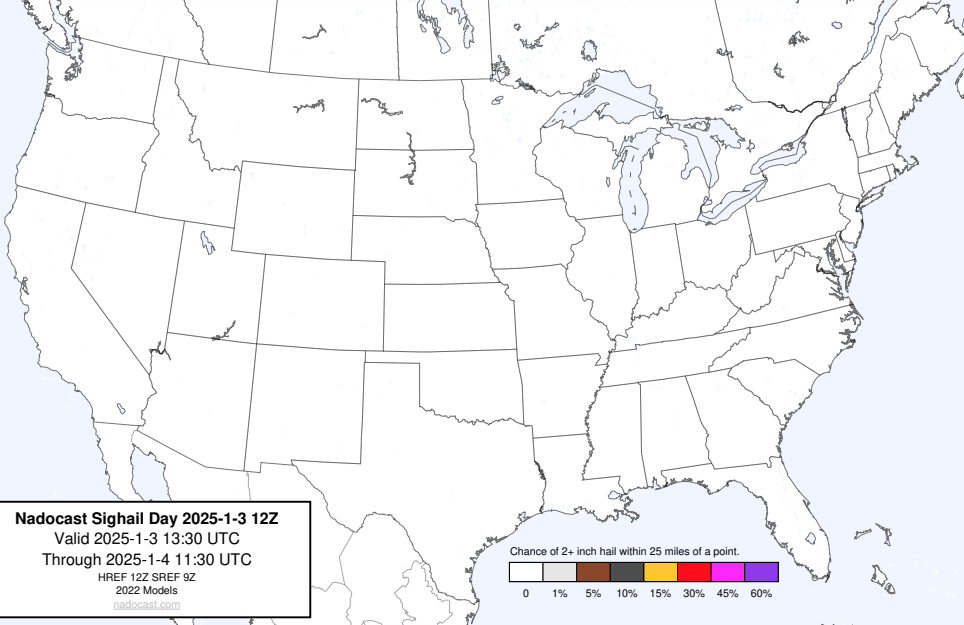 Nadocast Sighail Day 2025-1-3 12Z
Valid 2025-1-3 13:30 UTC
Through 2025-1-4 11:30 UTC
HREF 12Z SREF 9Z
2022 Models
nadocast.com
Chance of 2+ inch hail within 25 miles of a point.
0 1% 5% 10% 15% 30% 45% 60%